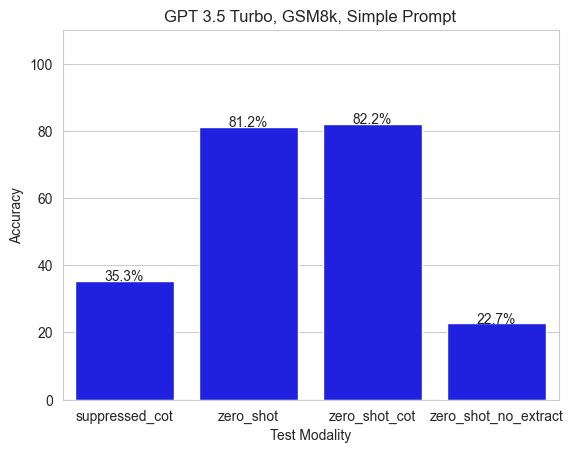 GPT 3.5 Turbo, GSM8k, Simple Prompt
100
80
60
40
20
0
Accuracy
35.3%
81.2%
82.2%
22.7%
suppressed_cot
zero_shot
zero_shot_cot
zero_shot_no_extract
Test Modality